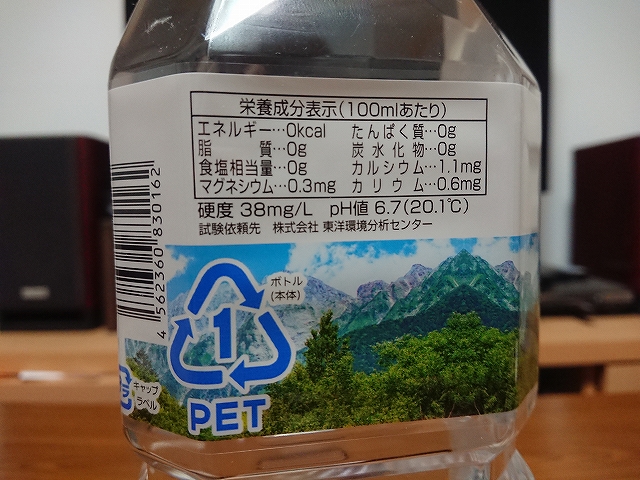 栄養成分表示(100mlあたり)
エネルギー…0kcal たんぱく質…0g
脂 質…0g 炭水化物…0g
食塩相当量…0g カルシウム…1.1mg
マグネシウム…0.3mg カリウム…0.6mg
硬度 38mg/L pH値 6.7(20.1℃)
試験依頼先 株式会社 東洋環境分析センター
4 562360 830162
ボトル
(本体)
1
PET
キャップ
ラベル